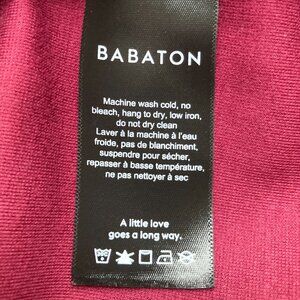 BABATON
Machine wash cold, no
bleach, hang to dry, low iron,
do not dry clean
Laver à la machine à l'eau
froide, pas de blanchiment,
suspendre pour sécher,
repasser à basse température,
ne pas nettoyer à sec
A little love
goes a long way.